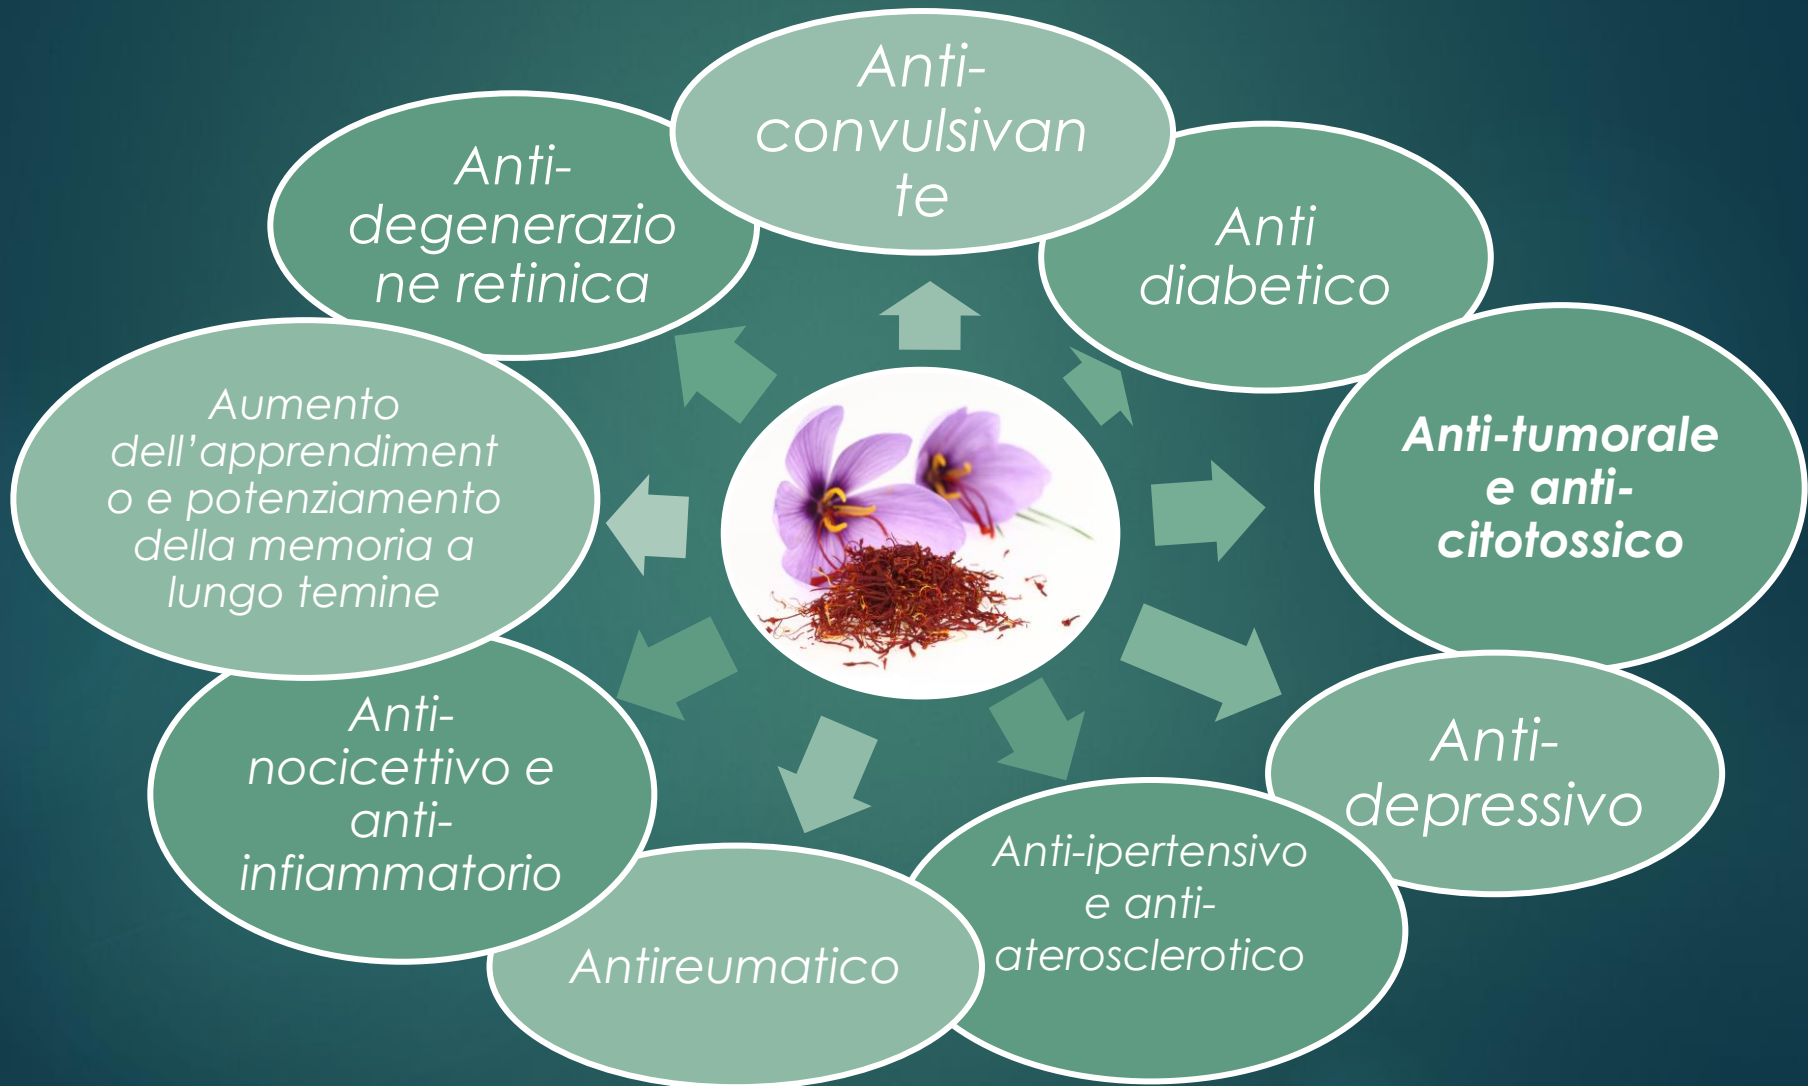 Anti-
convulsivan
te
Anti
diabetico
Anti-tumorale
e anti-
citotossico
Anti-
depressivo
Anti-ipertensivo
e anti-
aterosclerotico
Antireumatico
Anti-
nocicettivo e
anti-
infiammatorio
Aumento
dell’apprendiment
o e potenziamento
della memoria a
lungo temine
Anti-
degenerazio
ne retinica